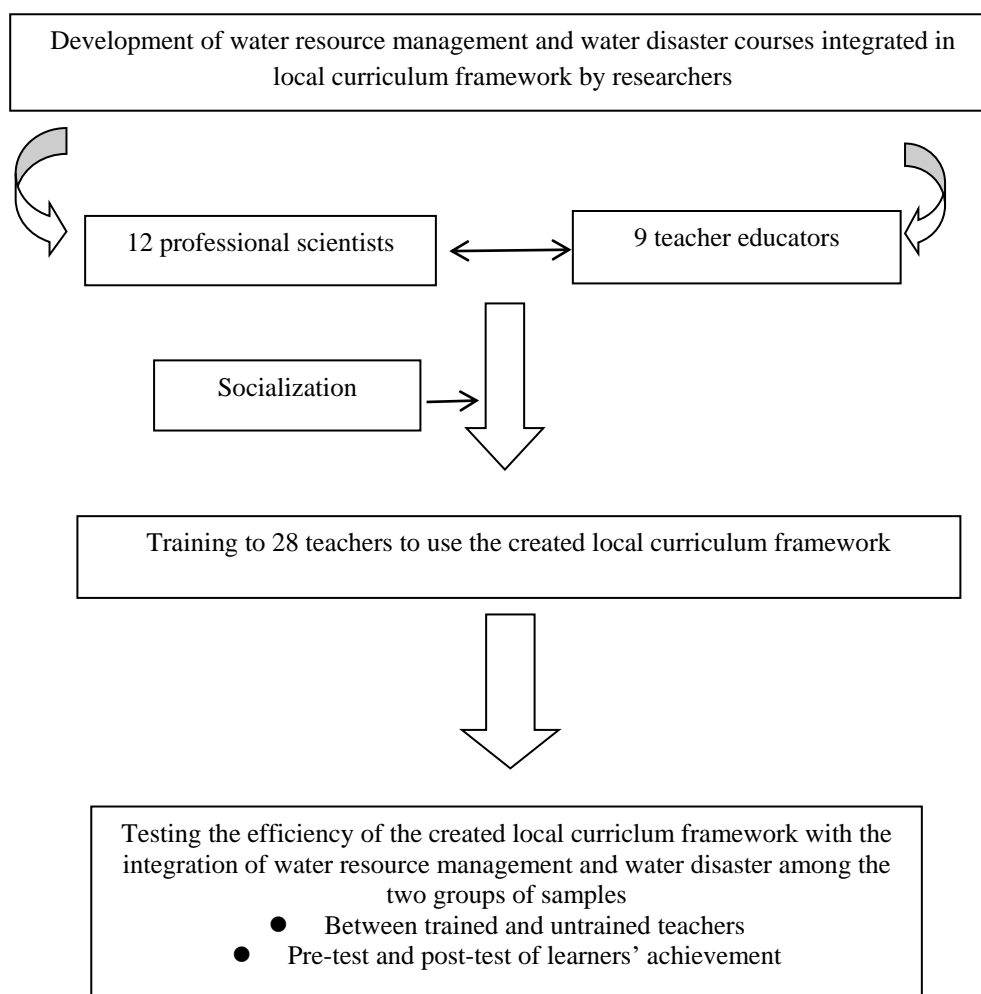 Development of water resource management and water disaster courses integrated in
local curriculum framework by researchers
12 professional scientists
9 teacher educators
Socialization
Training to 28 teachers to use the created local curriculum framework
Testing the efficiency of the created local curriclum framework with the
integration of water resource management and water disaster among the
two groups of samples
● Between trained and untrained teachers
● Pre-test and post-test of learners’ achievement